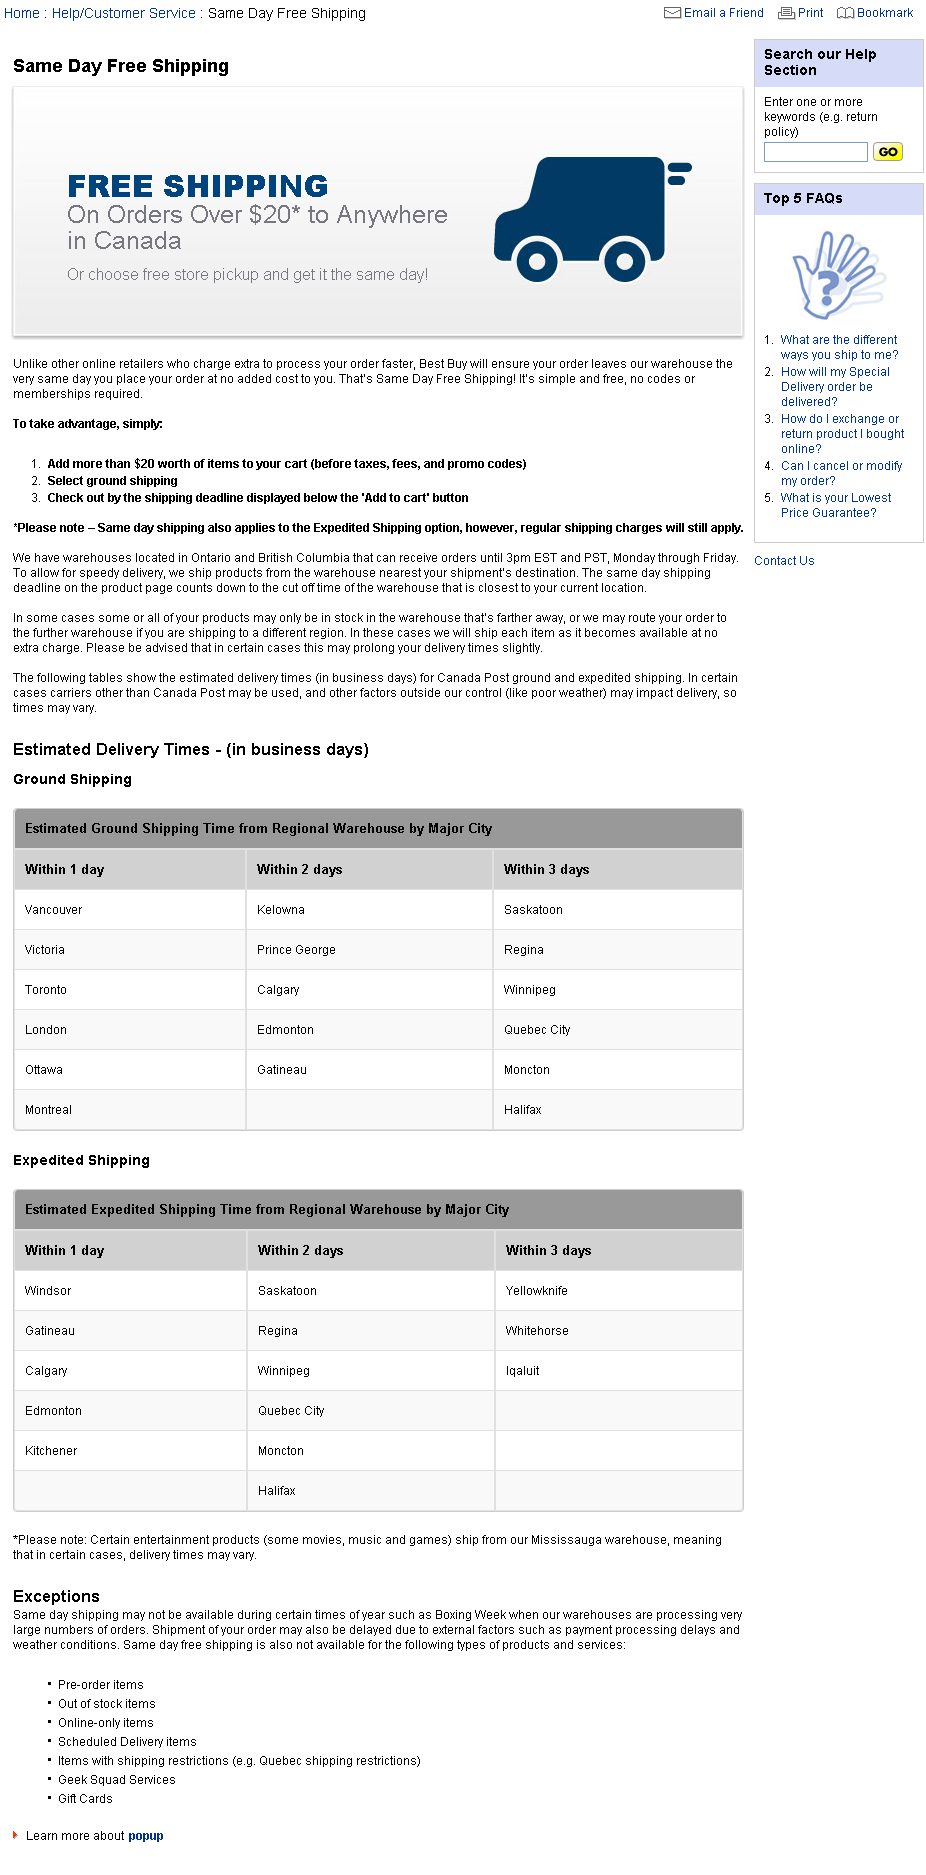 Home : Help/Customer Service : Same Day Free Shipping
Email a Friend Print Bookmark
Same Day Free Shipping
FREE SHIPPING
On Orders Over $20* to Anywhere
in Canada
Or choose free store pickup and get it the same day!
Unlike other online retailers who charge extra to process your order faster, Best Buy will ensure your order leaves our warehouse the
very same day you place your order at no added cost to you. That's Same Day Free Shipping! It's simple and free, no codes or
memberships required.
To take advantage, simply:
1. Add more than $20 worth of items to your cart (before taxes, fees, and promo codes)
2. Select ground shipping
3. Check out by the shipping deadline displayed below the 'Add to cart' button
*Please note – Same day shipping also applies to the Expedited Shipping option, however, regular shipping charges will still apply.
We have warehouses located in Ontario and British Columbia that can receive orders until 3pm EST and PST, Monday through Friday.
To allow for speedy delivery, we ship products from the warehouse nearest your shipment's destination. The same day shipping
deadline on the product page counts down to the cut off time of the warehouse that is closest to your current location.
In some cases some or all of your products may only be in stock in the warehouse that's farther away, or we may route your order to
the further warehouse if you are shipping to a different region. In these cases we will ship each item as it becomes available at no
extra charge. Please be advised that in certain cases this may prolong your delivery times slightly.
The following tables show the estimated delivery times (in business days) for Canada Post ground and expedited shipping. In certain
cases carriers other than Canada Post may be used, and other factors outside our control (like poor weather) may impact delivery, so
times may vary.
Estimated Delivery Times - (in business days)
Ground Shipping
Estimated Ground Shipping Time from Regional Warehouse by Major City
Within 1 day Within 2 days Within 3 days
Vancouver Kelowna Saskatoon
Victoria Prince George Regina
Toronto Calgary Winnipeg
London Edmonton Quebec City
Ottawa Gatineau Moncton
Montreal Halifax
Expedited Shipping
Estimated Expedited Shipping Time from Regional Warehouse by Major City
Within 1 day Within 2 days Within 3 days
Windsor Saskatoon Yellowknife
Gatineau Regina Whitehorse
Calgary Winnipeg Iqaluit
Edmonton Quebec City
Kitchener Moncton
Halifax
*Please note: Certain entertainment products (some movies, music and games) ship from our Mississauga warehouse, meaning
that in certain cases, delivery times may vary.
Exceptions
Same day shipping may not be available during certain times of year such as Boxing Week when our warehouses are processing very
large numbers of orders. Shipment of your order may also be delayed due to external factors such as payment processing delays and
weather conditions. Same day free shipping is also not available for the following types of products and services:
• Pre-order items
• Out of stock items
• Online-only items
• Scheduled Delivery items
• Items with shipping restrictions (e.g. Quebec shipping restrictions)
• Geek Squad Services
• Gift Cards
Learn more about popup
Search our Help
Section
Enter one or more
keywords (e.g. return
policy)
GO
Top 5 FAQs
?
1. What are the different
ways you ship to me?
2. How will my Special
Delivery order be
delivered?
3. How do I exchange or
return product I bought
online?
4. Can I cancel or modify
my order?
5. What is your Lowest
Price Guarantee?
Contact Us